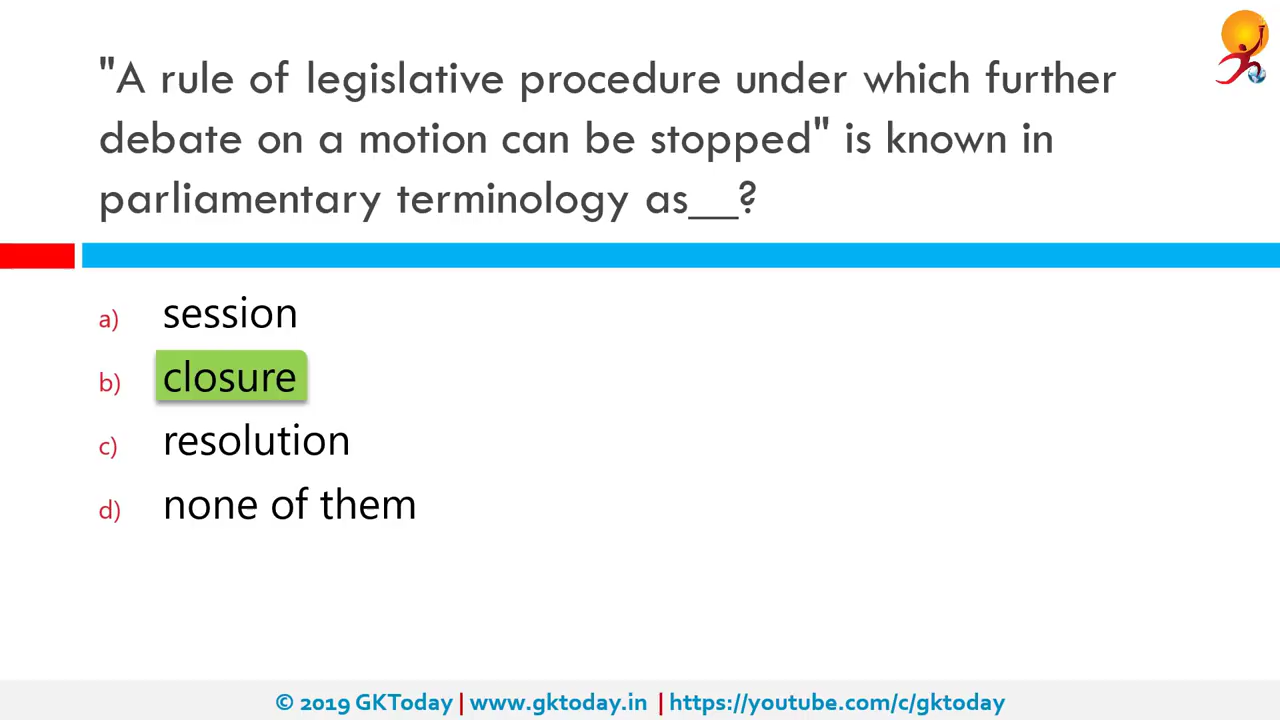 "A rule of legislative procedure under which further
debate on a motion can be stopped" is known in
parliamentary terminology as__?
a) session
b) closure
c) resolution
d) none of them
© 2019 GKToday | www.gktoday.in | https://youtube.com/c/gktoday